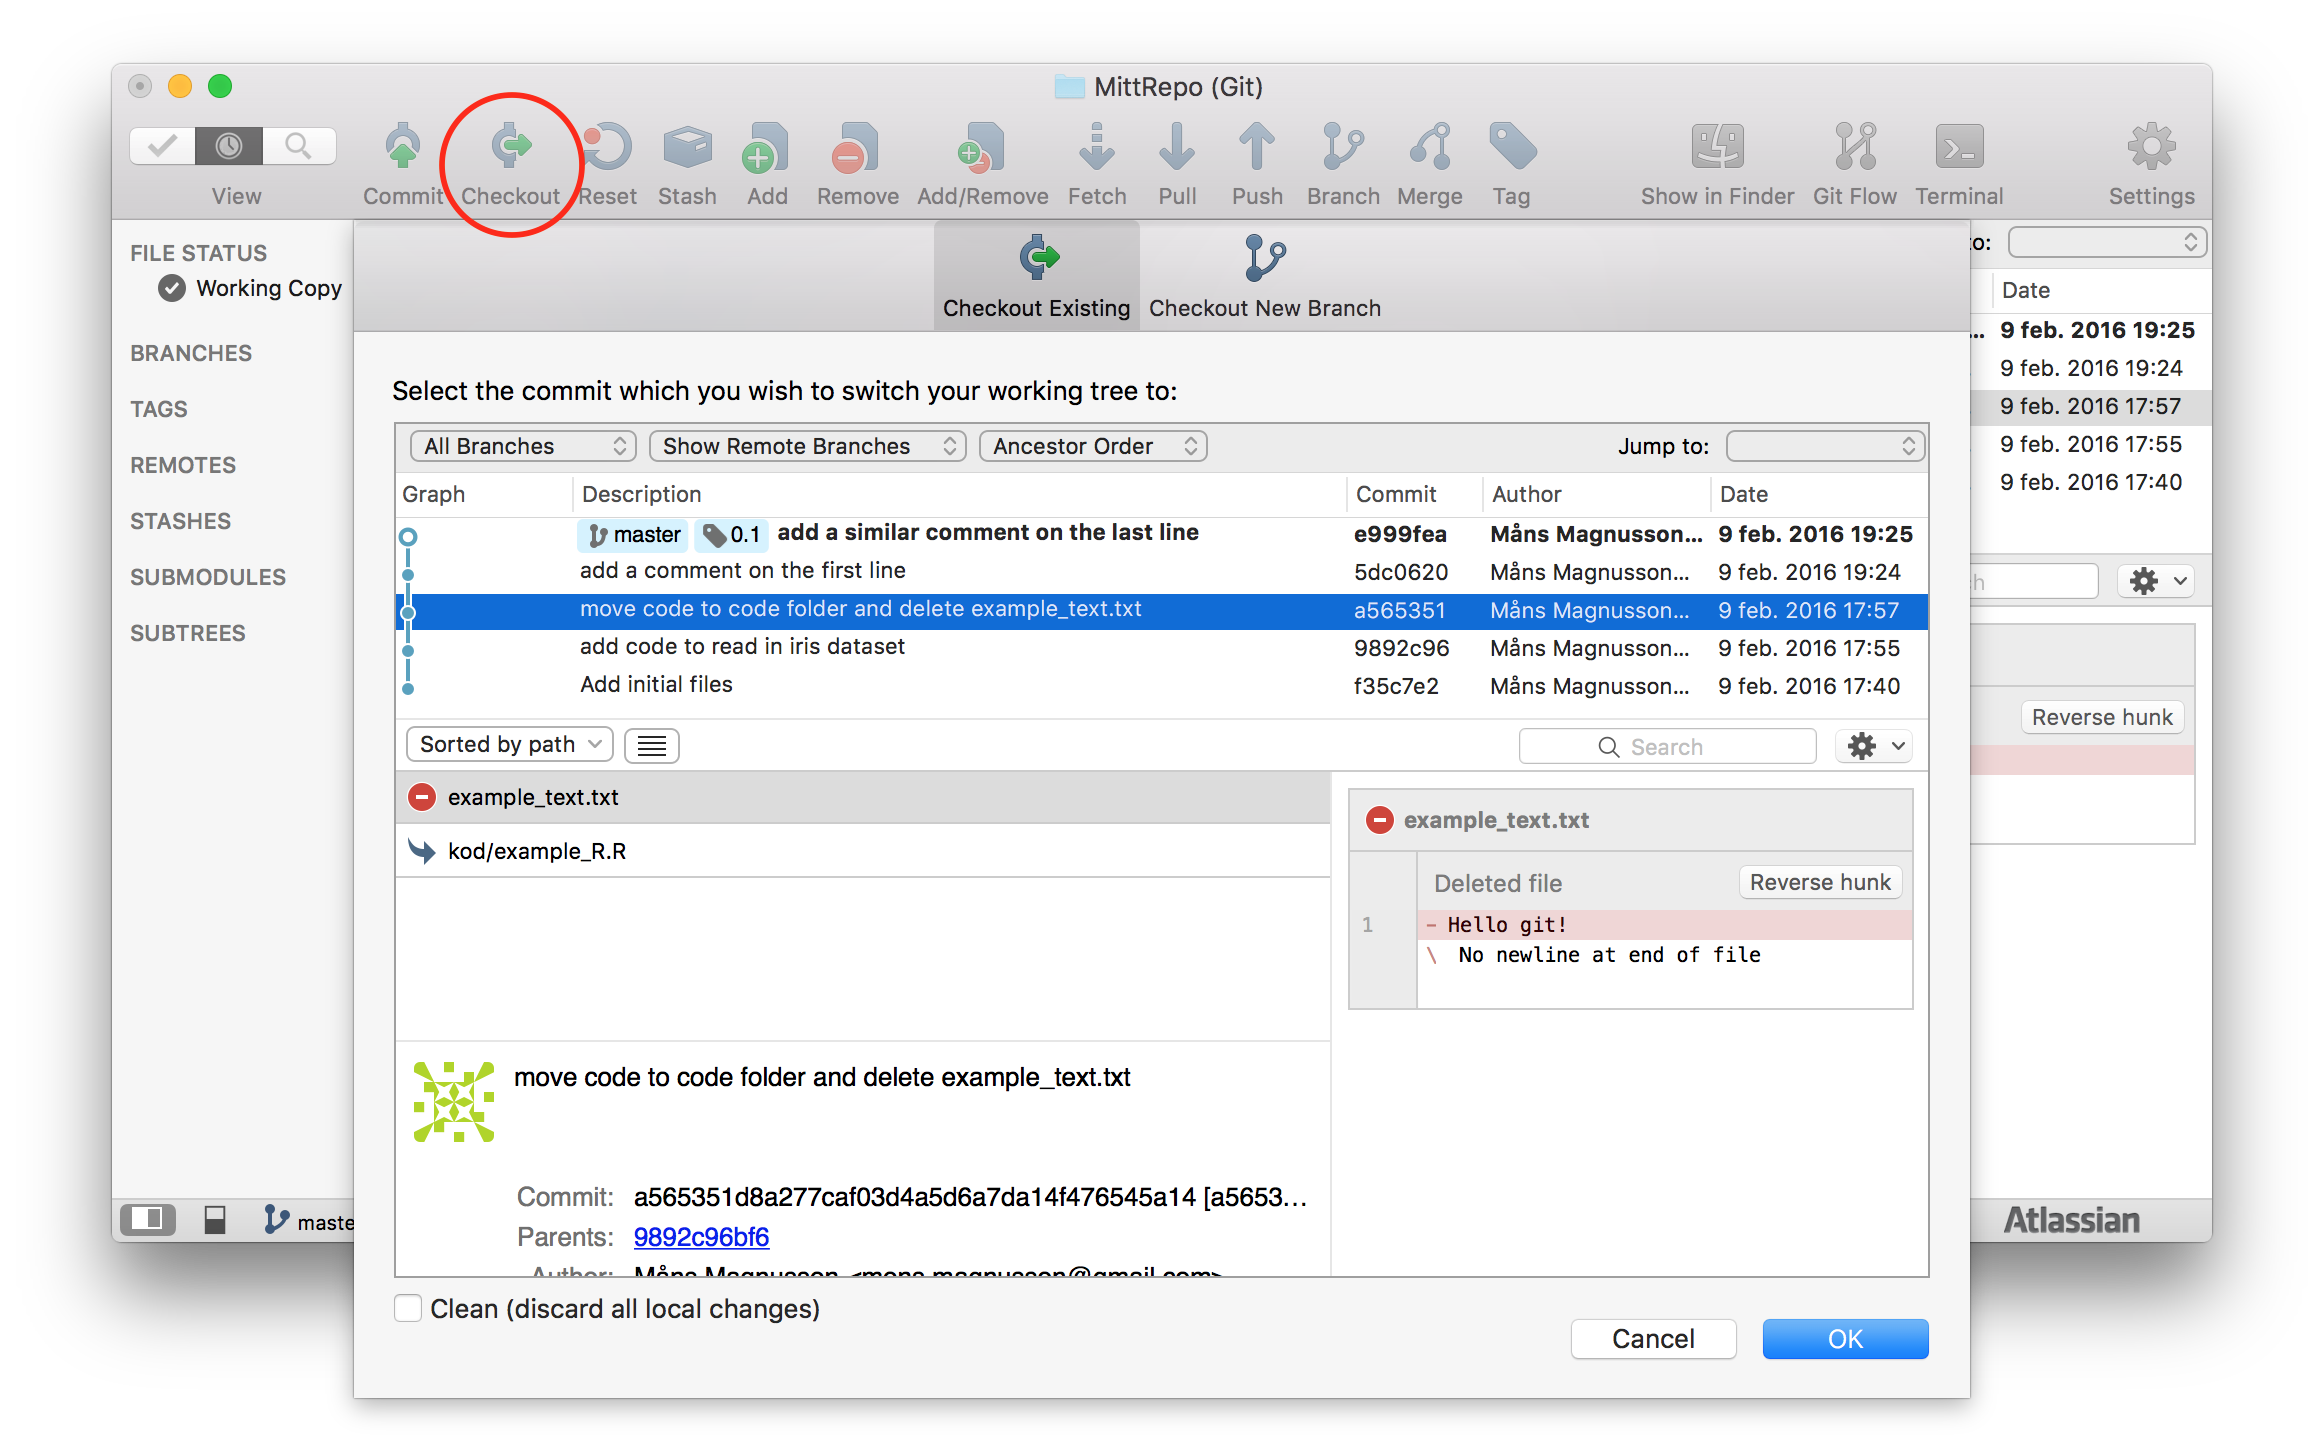 MittRepo (Git)
View
Commit
Checkout
Reset
Stash
Add
Remove
Add/Remove
Fetch
Pull
Push
Branch
Merge
Tag
Show in Finder
Git Flow
Terminal
Settings
FILE STATUS
Working Copy
BRANCHES
TAGS
REMOTES
STASHES
SUBMODULES
SUBTREES
Checkout Existing
Checkout New Branch
Select the commit which you wish to switch your working tree to:
All Branches
Show Remote Branches
Ancestor Order
Jump to:
Graph Description Commit Author Date
master 0.1 add a similar comment on the last line e999fea Måns Magnusson... 9 feb. 2016 19:25
add a comment on the first line 5dc0620 Måns Magnusson... 9 feb. 2016 19:24
move code to code folder and delete example_text.txt a565351 Måns Magnusson... 9 feb. 2016 17:57
add code to read in iris dataset 9892c96 Måns Magnusson... 9 feb. 2016 17:55
Add initial files f35c7e2 Måns Magnusson... 9 feb. 2016 17:40
Sorted by path
Search
example_text.txt
kod/example_R.R
example_text.txt
Deleted file
Reverse hunk
1 - Hello git!
\ No newline at end of file
move code to code folder and delete example_text.txt
Commit: a565351d8a277caf03d4a5d6a7da14f476545a14 [a5653...
Parents: 9892c96bf6
Author: Måns Magnusson <mons.magnusson@gmail.com>
Clean (discard all local changes)
Cancel
OK
to:
Date
... 9 feb. 2016 19:25
9 feb. 2016 19:24
9 feb. 2016 17:57
9 feb. 2016 17:55
9 feb. 2016 17:40
Reverse hunk
maste
Atlassian